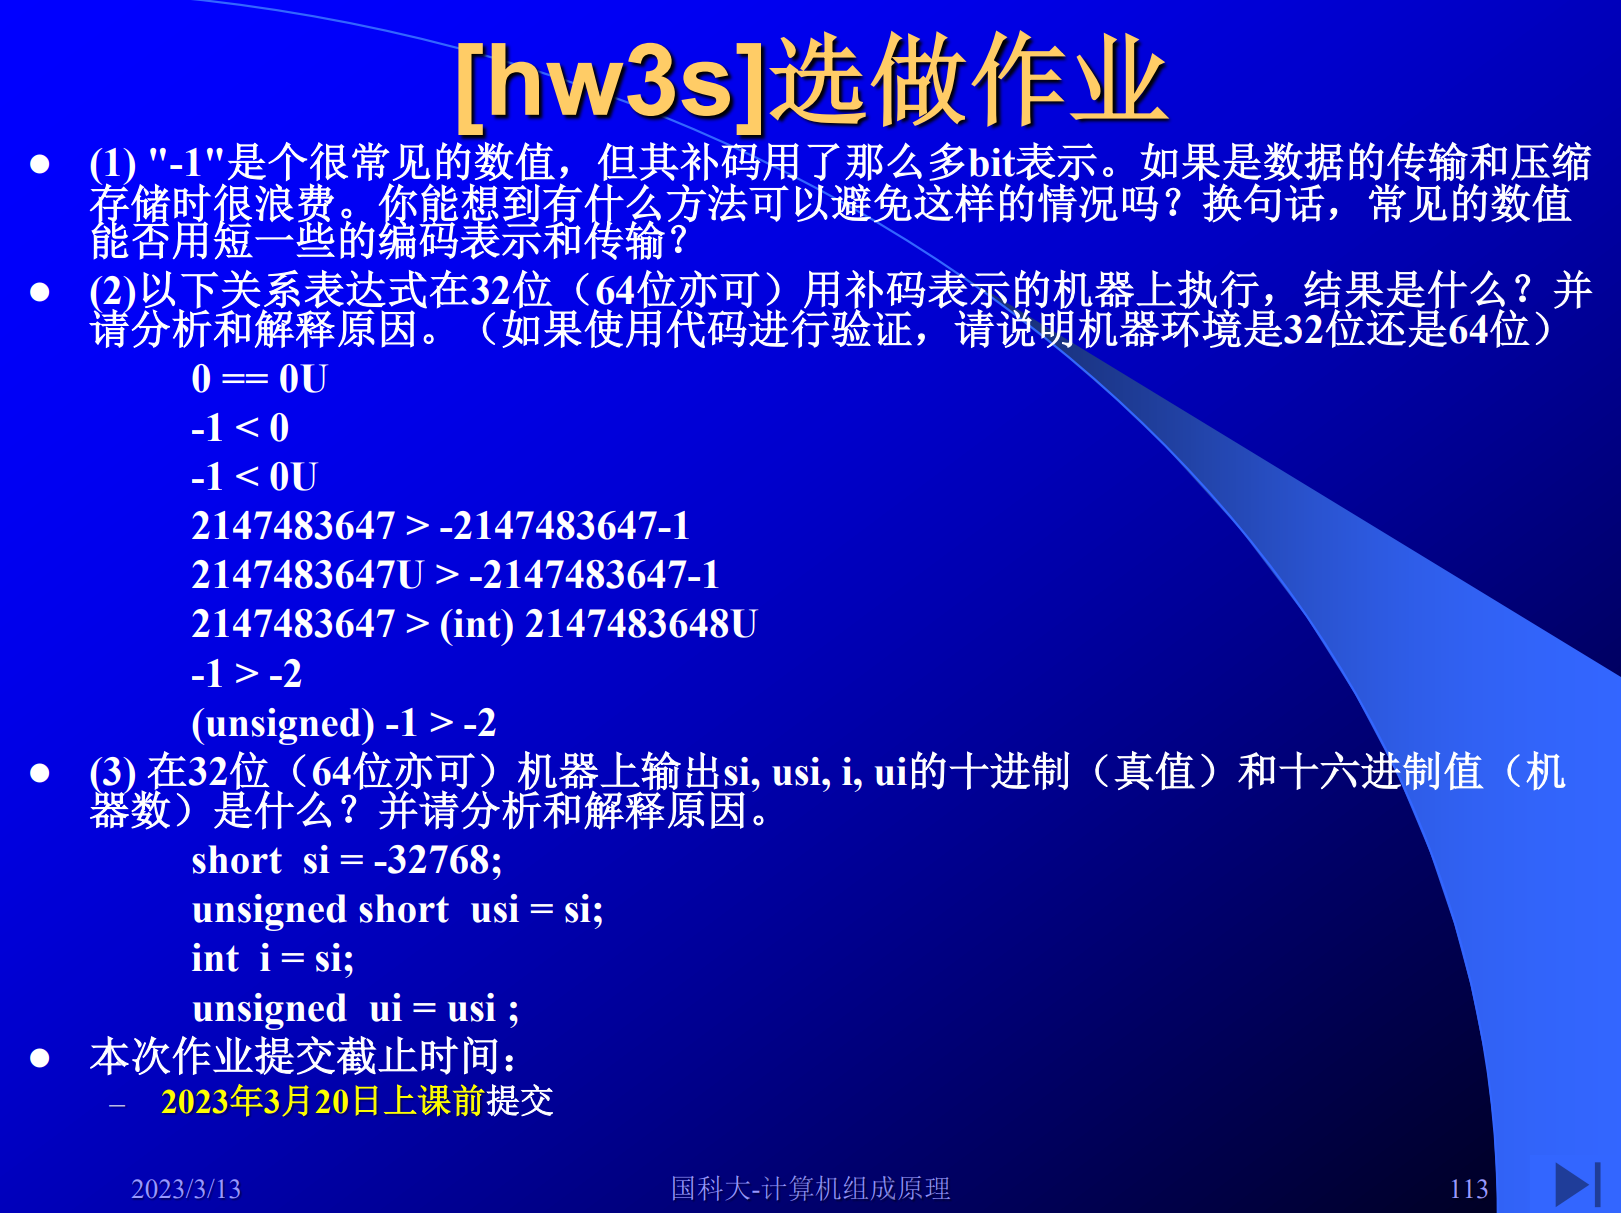 [hw3s]选做作业
(1) "-1"是个很常见的数值，但其补码用了那么多bit表示。如果是数据的传输和压缩
存储时很浪费。你能想到有什么方法可以避免这样的情况吗？换句话，常见的数值
能否用短一些的编码表示和传输？
(2)以下关系表达式在32位（64位亦可）用补码表示的机器上执行，结果是什么？并
请分析和解释原因。（如果使用代码进行验证，请说明机器环境是32位还是64位）
0 == 0U
-1 < 0
-1 < 0U
2147483647 > -2147483647-1
2147483647U > -2147483647-1
2147483647 > (int) 2147483648U
-1 > -2
(unsigned) -1 > -2
(3) 在32位（64位亦可）机器上输出si, usi, i, ui的十进制（真值）和十六进制值（机
器数）是什么？并请分析和解释原因。
short si = -32768;
unsigned short usi = si;
int i = si;
unsigned ui = usi ;
本次作业提交截止时间：
– 2023年3月20日上课前提交
2023/3/13 国科大-计算机组成原理 113